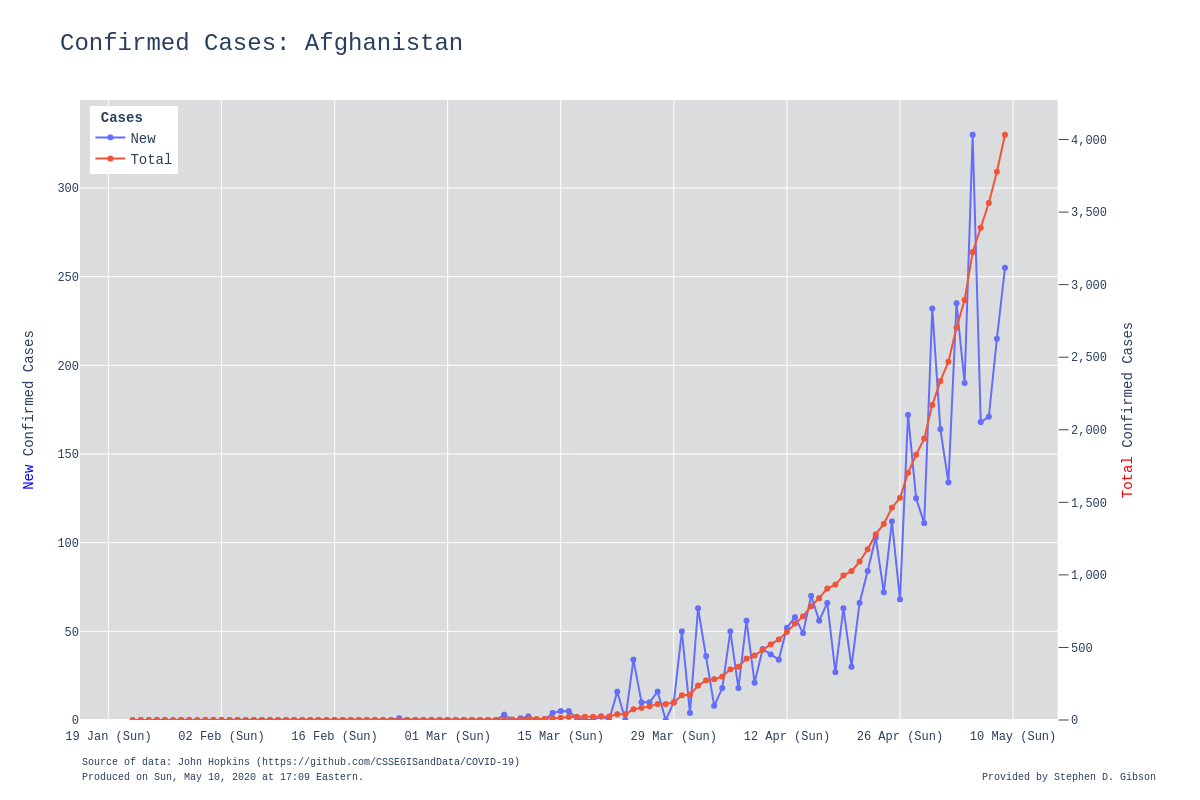 Confirmed Cases: Afghanistan
Cases
New
Total
300
250
200
150
100
50
0
4,000
3,500
3,000
2,500
2,000
1,500
1,000
500
0
New Confirmed Cases
Total Confirmed Cases
19 Jan (Sun) 02 Feb (Sun) 16 Feb (Sun) 01 Mar (Sun) 15 Mar (Sun) 29 Mar (Sun) 12 Apr (Sun) 26 Apr (Sun) 10 May (Sun)
Source of data: John Hopkins (https://github.com/CSSEGISandData/COVID-19)
Produced on Sun, May 10, 2020 at 17:09 Eastern.
Provided by Stephen D. Gibson